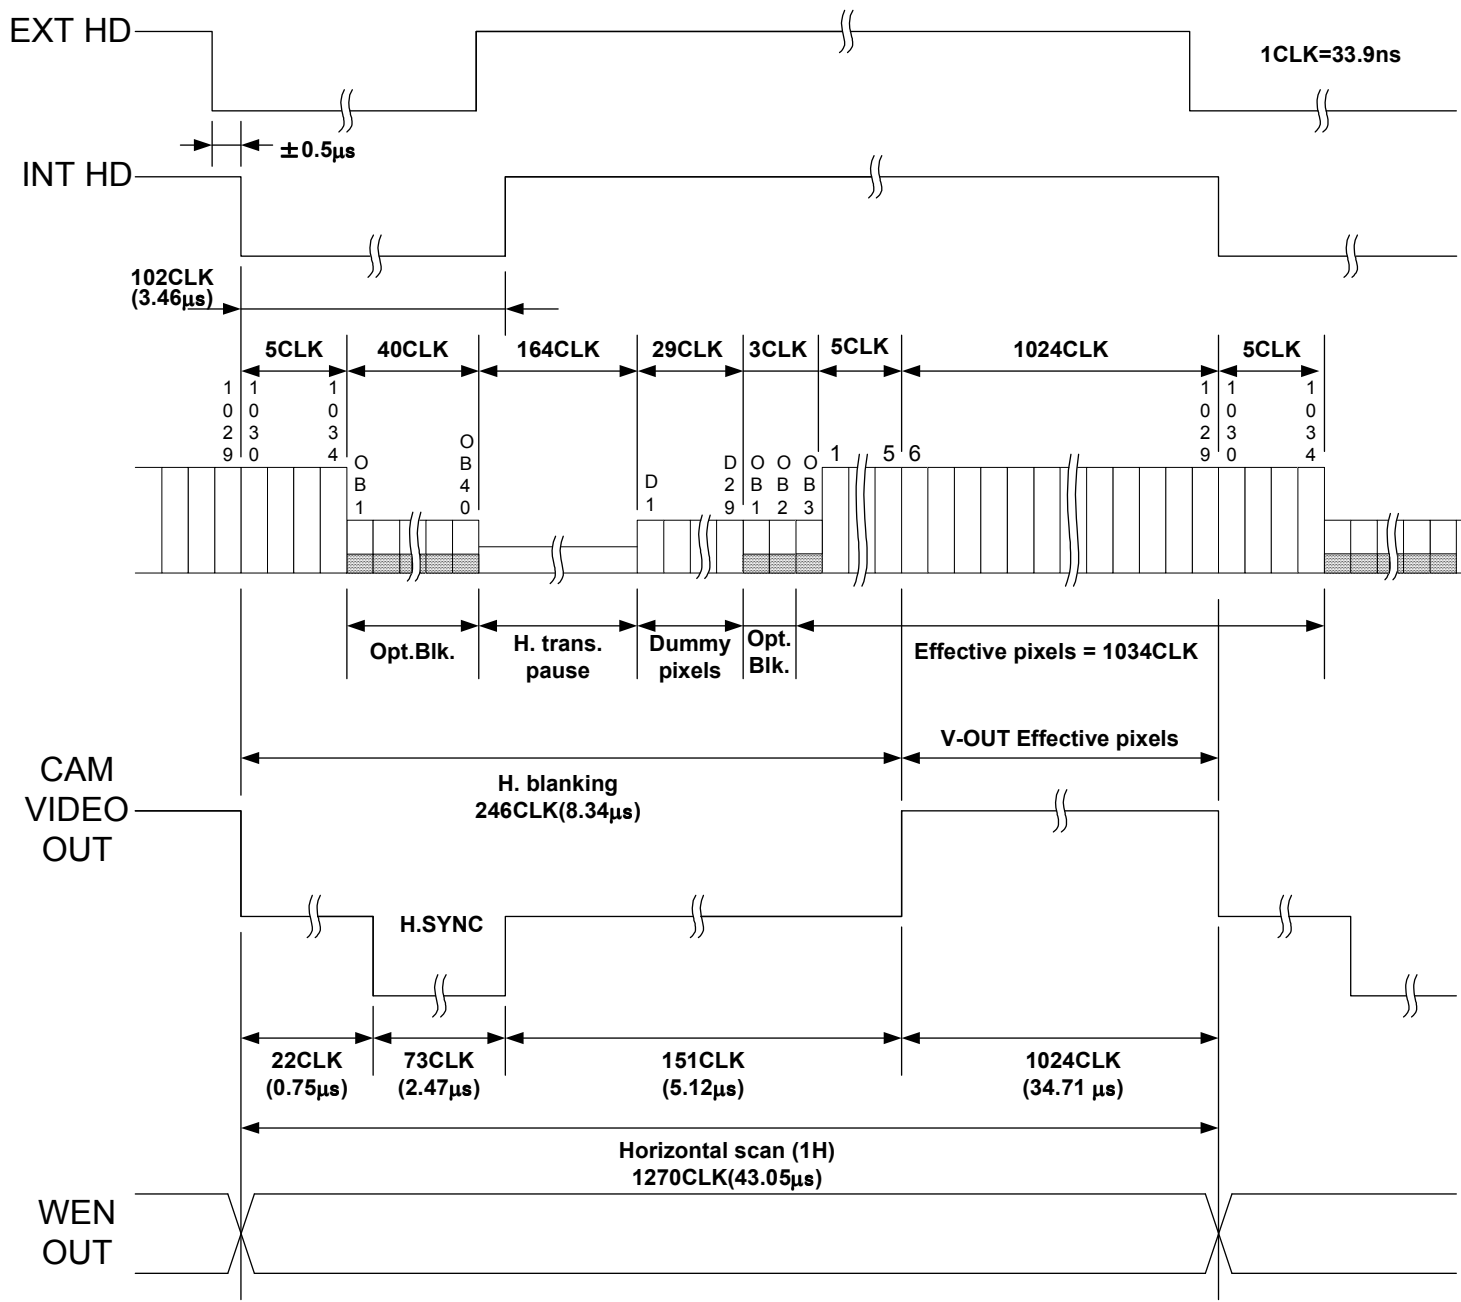 EXT HD
1CLK=33.9ns
±0.5µs
INT HD
102CLK
(3.46µs)
5CLK
40CLK
164CLK
29CLK
3CLK
5CLK
1024CLK
5CLK
1029
1030
1034
OB1
OB40
D1
D29
OB1
OB2
OB3
1
5
6
1029
1030
1034
Opt.Blk.
H. trans.
pause
Dummy
pixels
Opt.
Blk.
Effective pixels = 1034CLK
V-OUT Effective pixels
H. blanking
246CLK(8.34µs)
CAM
VIDEO
OUT
H.SYNC
22CLK
(0.75µs)
73CLK
(2.47µs)
151CLK
(5.12µs)
1024CLK
(34.71 µs)
Horizontal scan (1H)
1270CLK(43.05µs)
WEN
OUT